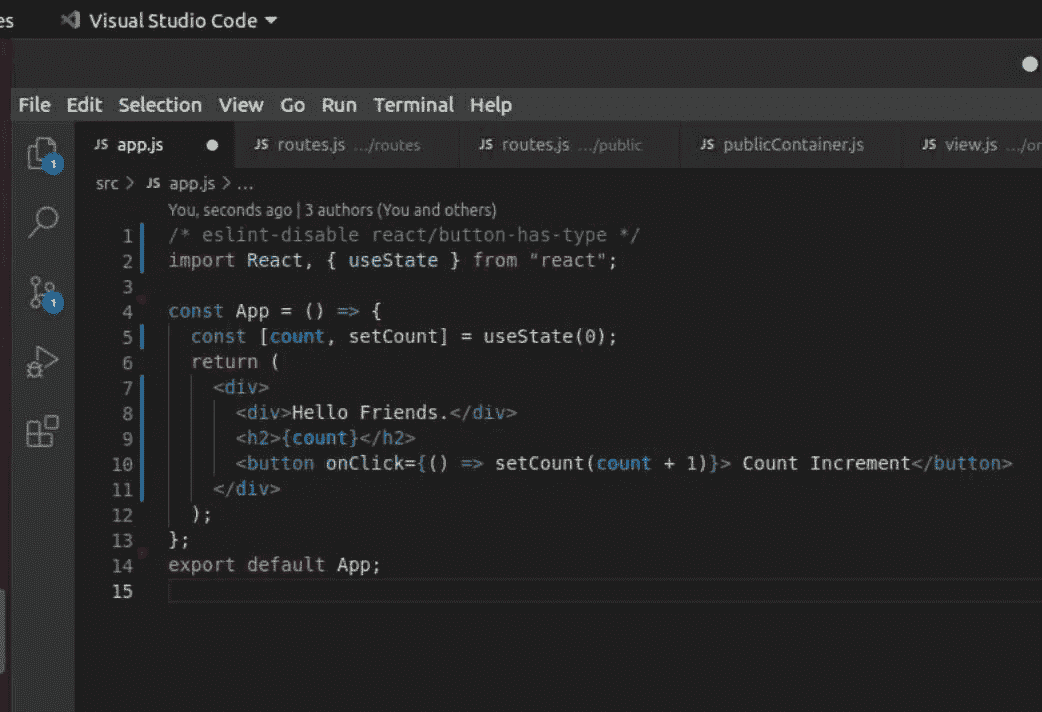 es Visual Studio Code
File Edit Selection View Go Run Terminal Help
JS app.js JS routes.js .../routes JS routes.js .../public JS publicContainer.js JS view.js .../or
src > JS app.js > ...
You, seconds ago | 3 authors (You and others)
1 /* eslint-disable react/button-has-type */
2 import React, { useState } from "react";
3
4 const App = () => {
5 const [count, setCount] = useState(0);
6 return (
7 <div>
8 <div>Hello Friends.</div>
9 <h2>{count}</h2>
10 <button onClick={() => setCount(count + 1)}> Count Increment</button>
11 </div>
12 );
13 };
14 export default App;
15
1
1